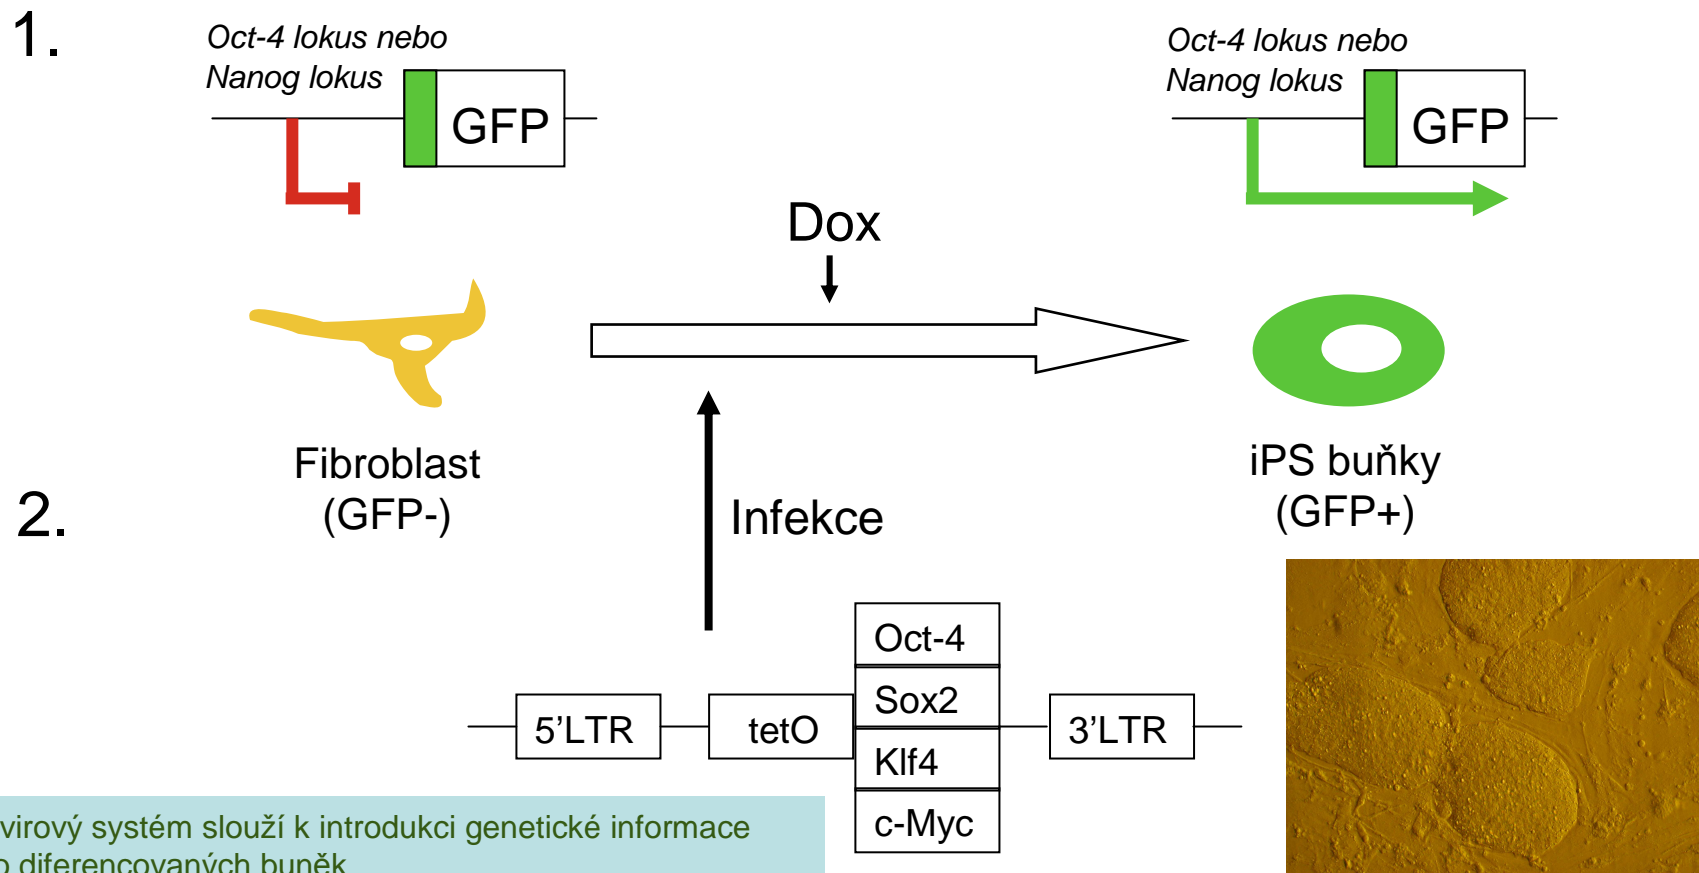 1.
Oct-4 lokus nebo
Nanog lokus
GFP
Oct-4 lokus nebo
Nanog lokus
GFP
Dox
Fibroblast
(GFP-)
iPS buňky
(GFP+)
2.
Infekce
5’LTR
tetO
Oct-4
Sox2
Klf4
c-Myc
3’LTR
virový systém slouží k introdukci genetické informace
o diferencovaných buněk